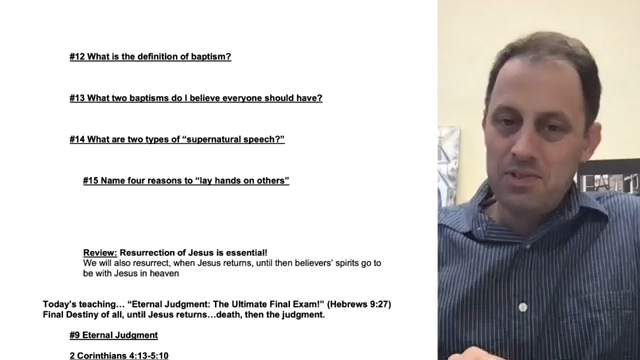 #12 What is the definition of baptism?
#13 What two baptisms do I believe everyone should have?
#14 What are two types of “supernatural speech?”
#15 Name four reasons to “lay hands on others”
Review: Resurrection of Jesus is essential!
We will also resurrect, when Jesus returns, until then believers’ spirits go to
be with Jesus in heaven
Today’s teaching… “Eternal Judgment: The Ultimate Final Exam!” (Hebrews 9:27)
Final Destiny of all, until Jesus returns…death, then the judgment.
#9 Eternal Judgment
2 Corinthians 4:13-5:10